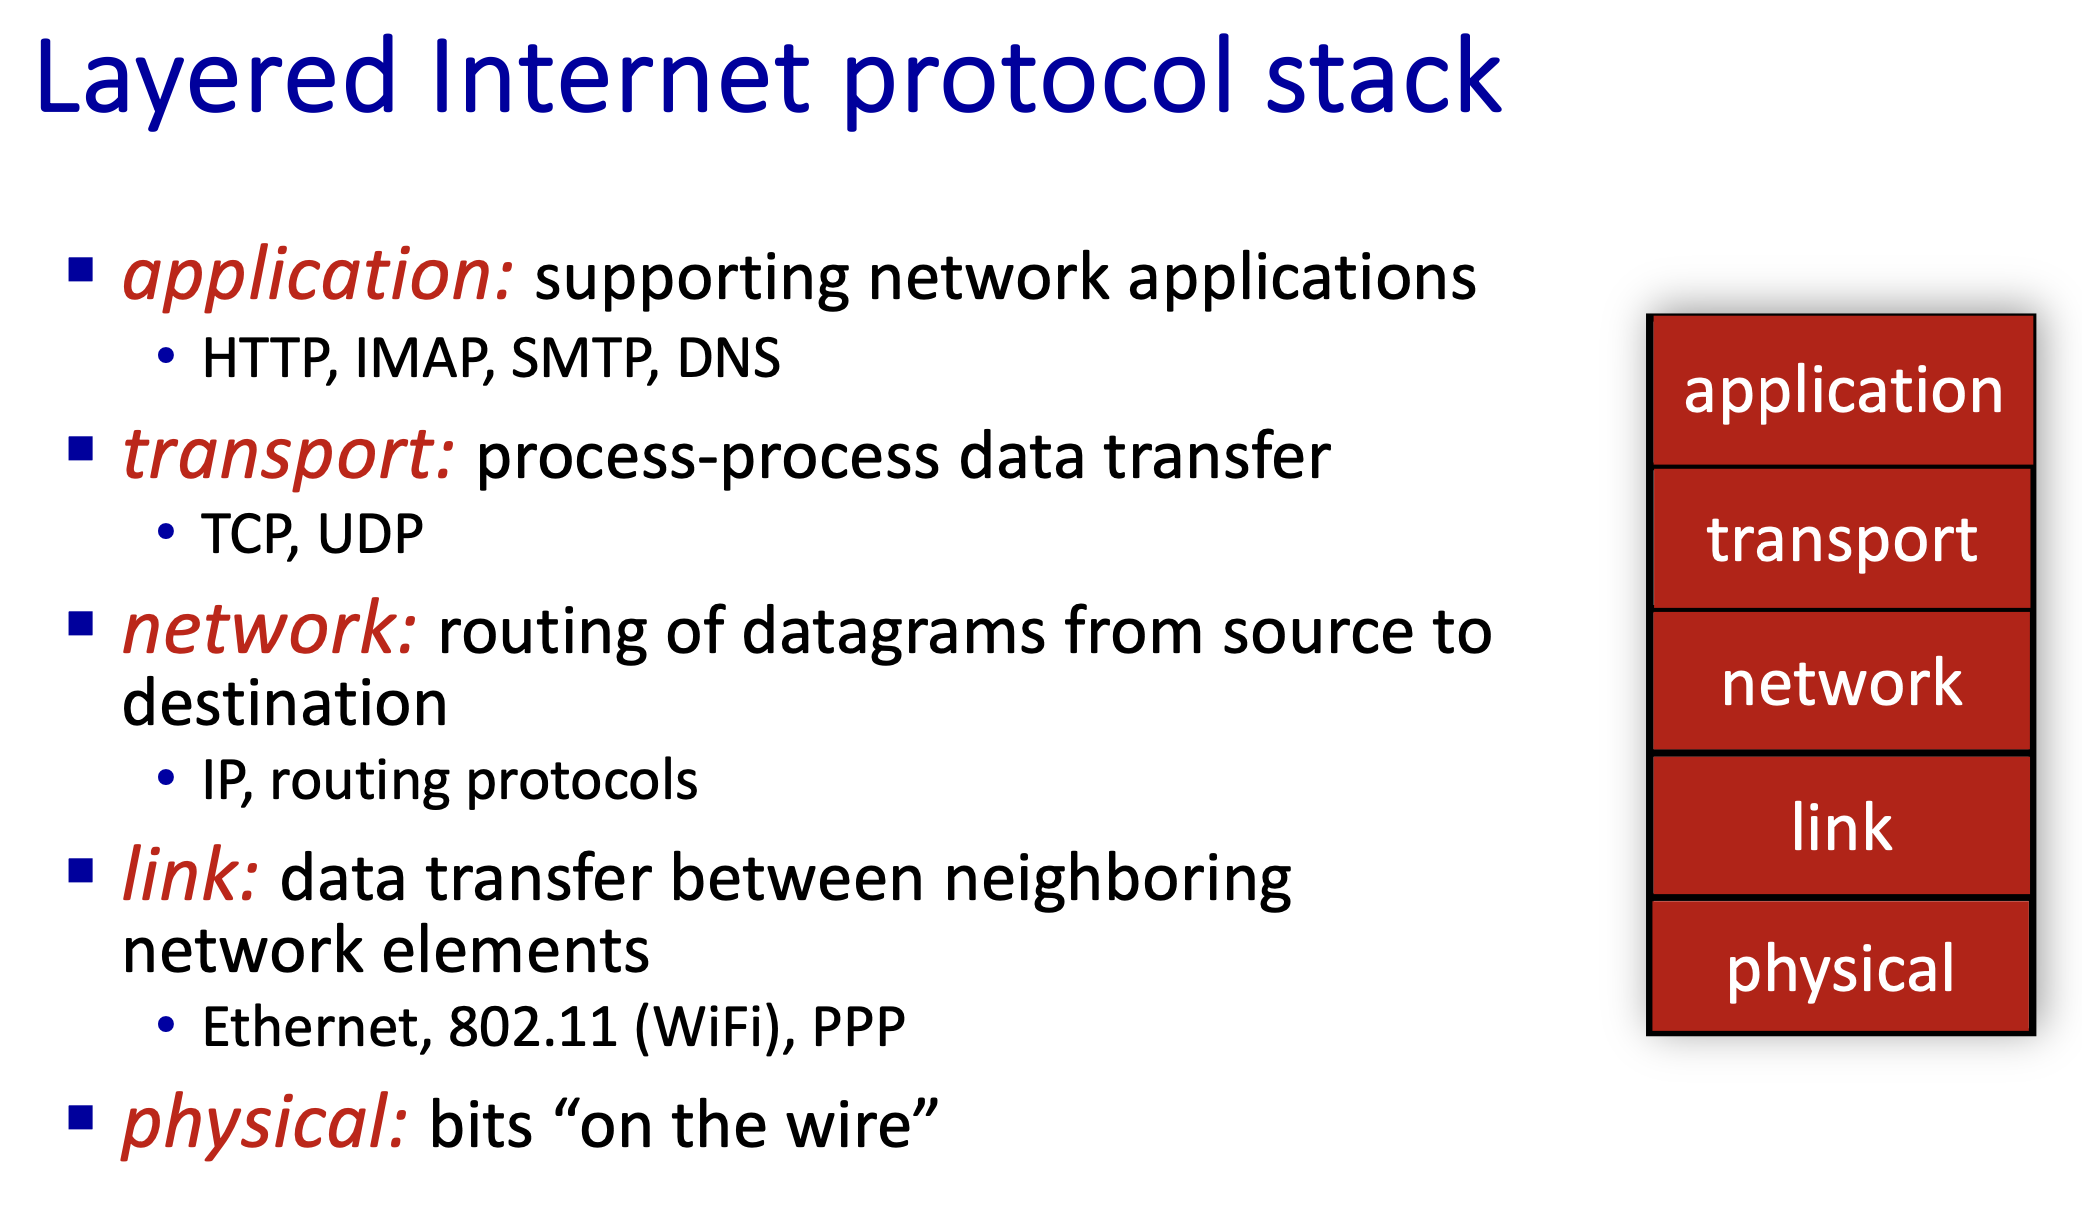 Layered Internet protocol stack
▪ application: supporting network applications
• HTTP, IMAP, SMTP, DNS
▪ transport: process-process data transfer
• TCP, UDP
▪ network: routing of datagrams from source to
destination
• IP, routing protocols
▪ link: data transfer between neighboring
network elements
• Ethernet, 802.11 (WiFi), PPP
▪ physical: bits “on the wire”
application
transport
network
link
physical